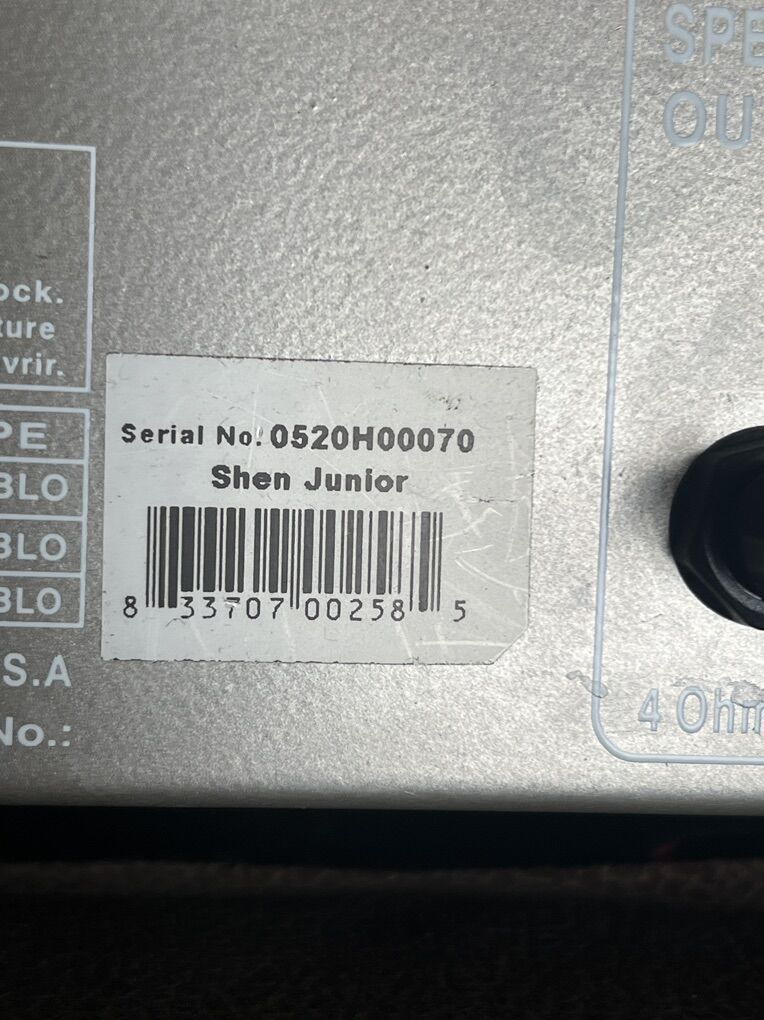 SPE
OU
ock.
ture
vrir.
PE
BLO
BLO
BLO
Serial No. 0520H00070
Shen Junior
8 33707 00258 5
S.A
No.:
4 Ohm